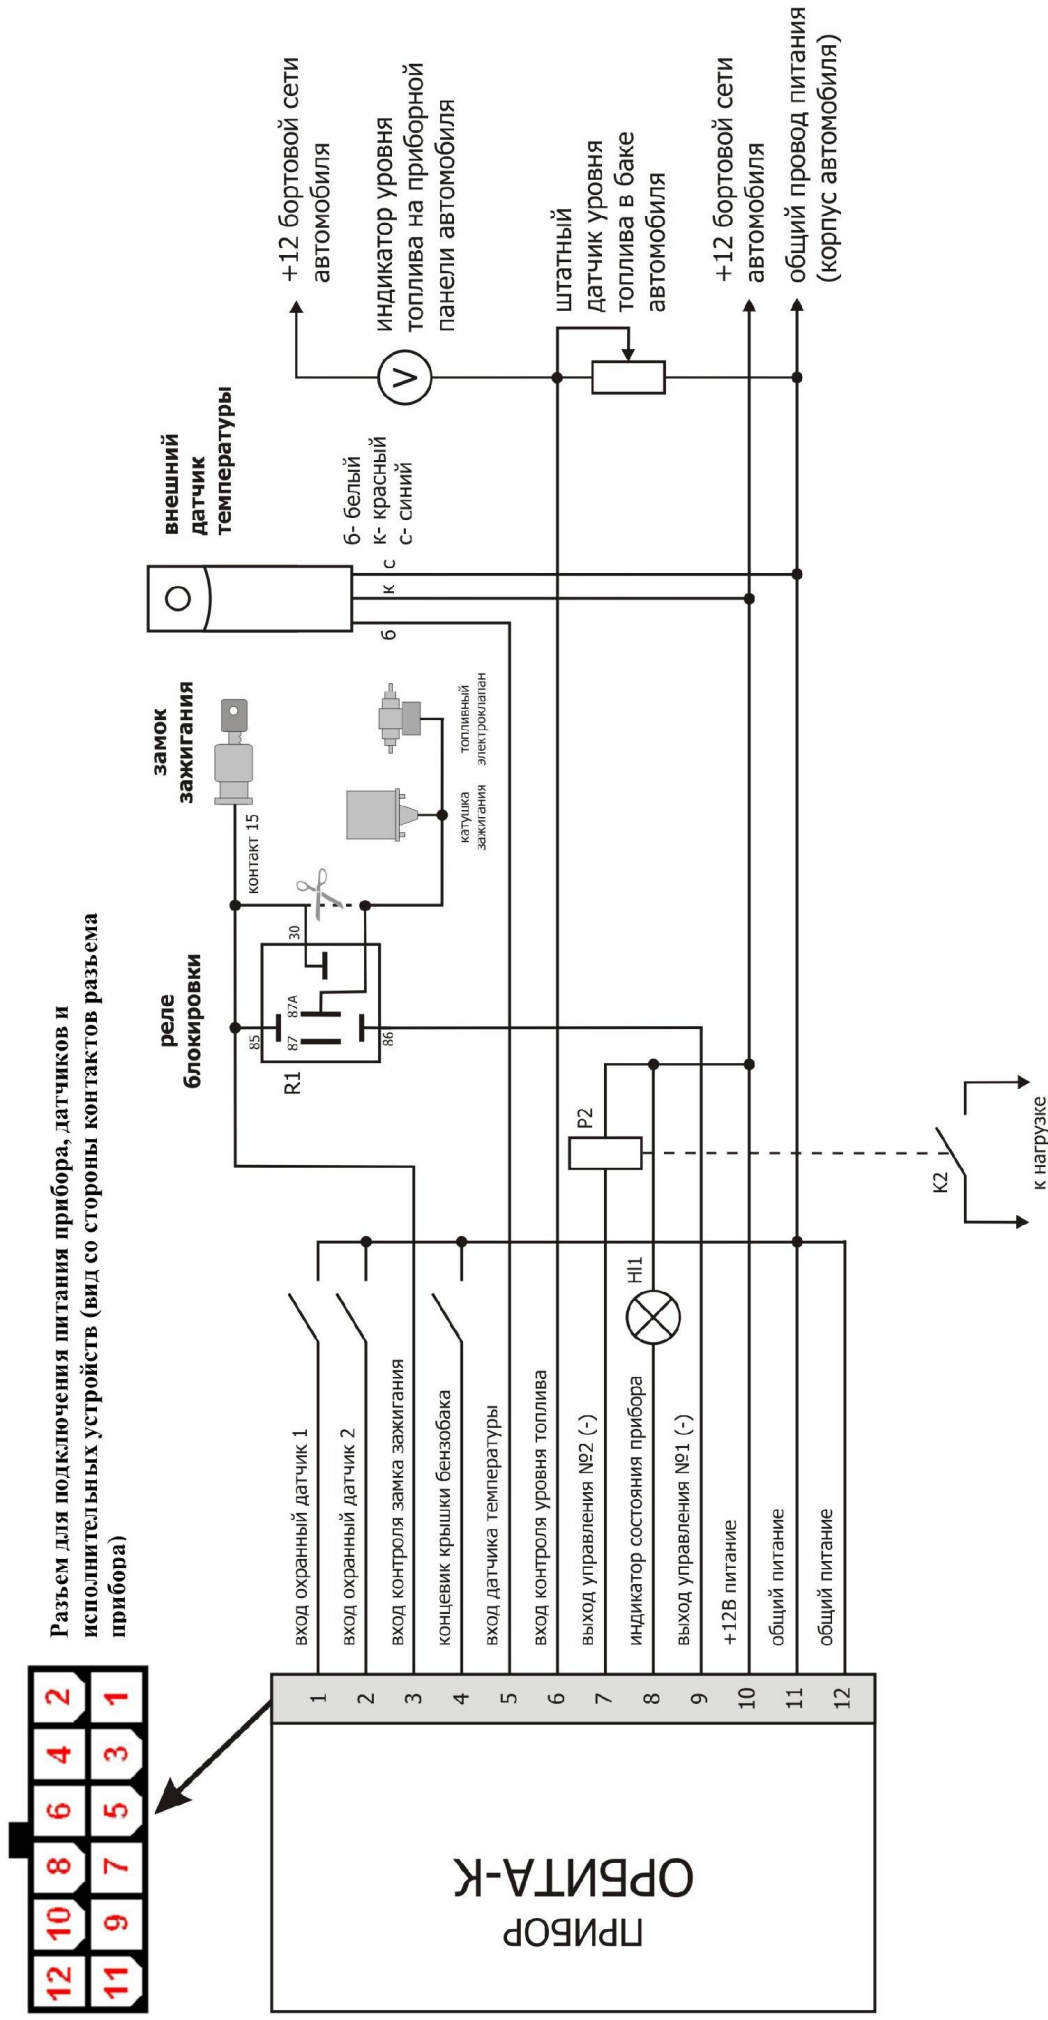 Разъем для подключения питания прибора, датчиков и
исполнительных устройств (вид со стороны контактов разъема
прибора)
12
10
8
6
4
2
11
9
7
5
3
1
ПРИБОР
ОРБИТА-К
1
2
3
4
5
6
7
8
9
10
11
12
вход охранный датчик 1
вход охранный датчик 2
вход контроля замка зажигания
концевик крышки бензобака
вход датчика температуры
вход контроля уровня топлива
выход управления №2 (-)
индикатор состояния прибора
выход управления №1 (-)
+12В питание
общий питание
общий питание
Hl1
P2
K2
к нагрузке
реле
блокировки
R1
85
87
87A
30
86
контакт 15
замок
зажигания
катушка
зажигания
топливный
электроклапан
внешний
датчик
температуры
б
к
с
б- белый
к- красный
с- синий
+12 бортовой сети
автомобиля
индикатор уровня
топлива на приборной
панели автомобиля
V
штатный
датчик уровня
топлива в баке
автомобиля
+12 бортовой сети
автомобиля
общий провод питания
(корпус автомобиля)